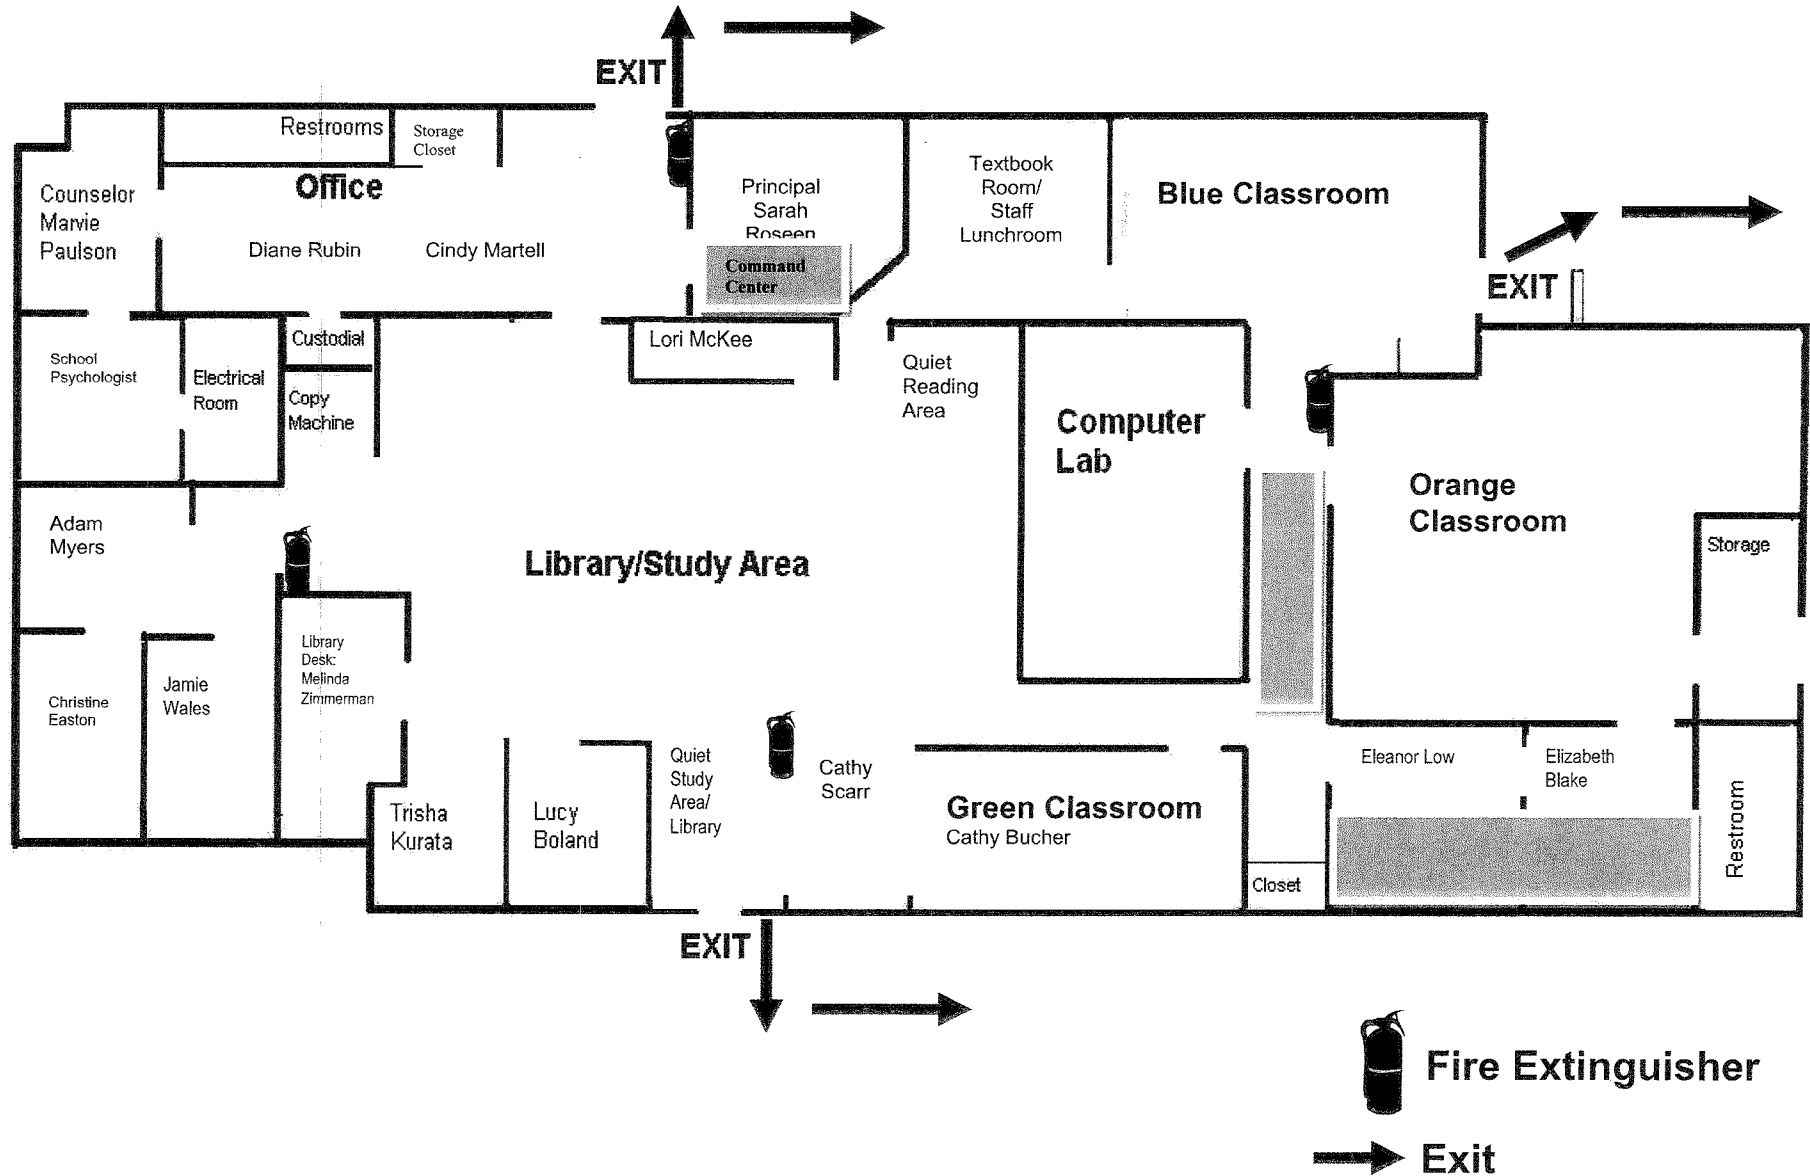 EXIT
Restrooms
Storage
Closet
Office
Counselor
Marvie
Paulson
Diane Rubin
Cindy Martell
Principal
Sarah
Roseen
Command
Center
Textbook
Room/
Staff
Lunchroom
Blue Classroom
EXIT
School
Psychologist
Electrical
Room
Custodial
Copy
Machine
Lori McKee
Quiet
Reading
Area
Computer
Lab
Orange
Classroom
Storage
Adam
Myers
Library/Study Area
Christine
Easton
Jamie
Wales
Library
Desk:
Melinda
Zimmerman
Trisha
Kurata
Lucy
Boland
Quiet
Study
Area/
Library
Cathy
Scarr
Green Classroom
Cathy Bucher
Closet
Eleanor Low
Elizabeth
Blake
Restroom
EXIT
Fire Extinguisher
Exit